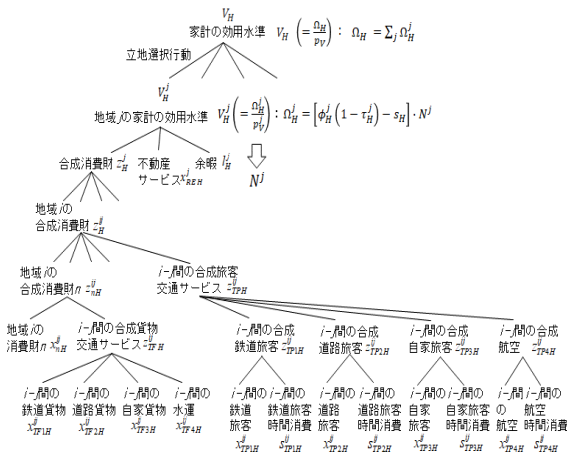 V_H
家計の効用水準 V_H (= Ω_H / p_V) : Ω_H = Σ_j Ω_H^j
立地選択行動
V_H^j
地域jの家計の効用水準 V_H^j (= Ω_H^j / p_V^j) : Ω_H^j = [ϕ_H^j (1 − τ_H^j) − s_H] · N^j
合成消費財 z_H^j
不動産
サービス x_REH^j
余暇 l_H^j
N^j
地域iの
合成消費財 z_H^ij
地域iの
合成消費財n z_nH^ij
i−j間の合成旅客
交通サービス z_TPH^ij
地域iの
消費財n x_nH^ij
i−j間の合成貨物
交通サービス z_TFH^ij
i−j間の合成
鉄道旅客 z_TP1H^ij
i−j間の合成
道路旅客 z_TP2H^ij
i−j間の合成
自家旅客 z_TP3H^ij
i−j間の合成
航空 z_TP4H^ij
i−j間の
鉄道貨物
x_TF1H^ij
i−j間の
道路貨物
x_TF2H^ij
i−j間の
自家貨物
x_TF3H^ij
i−j間の
水運
x_TF4H^ij
i−j間の
鉄道
旅客
x_TP1H^ij
i−j間の
鉄道旅客
時間消費
s_TP1H^ij
i−j間の
道路
旅客
x_TP2H^ij
i−j間の
道路旅客
時間消費
s_TP2H^ij
i−j間の
自家
旅客
x_TP3H^ij
i−j間の
自家旅客
時間消費
s_TP3H^ij
i−j間
の
航空
x_TP4H^ij
i−j間の
航空
時間消費
s_TP4H^ij